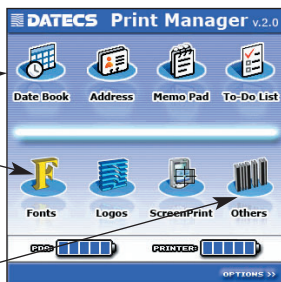 DATECS Print Manager v.2.0
Date Book Address Memo Pad To-Do List
Fonts Logos ScreenPrint Others
PDA: PRINTER:
OPTIONS >>